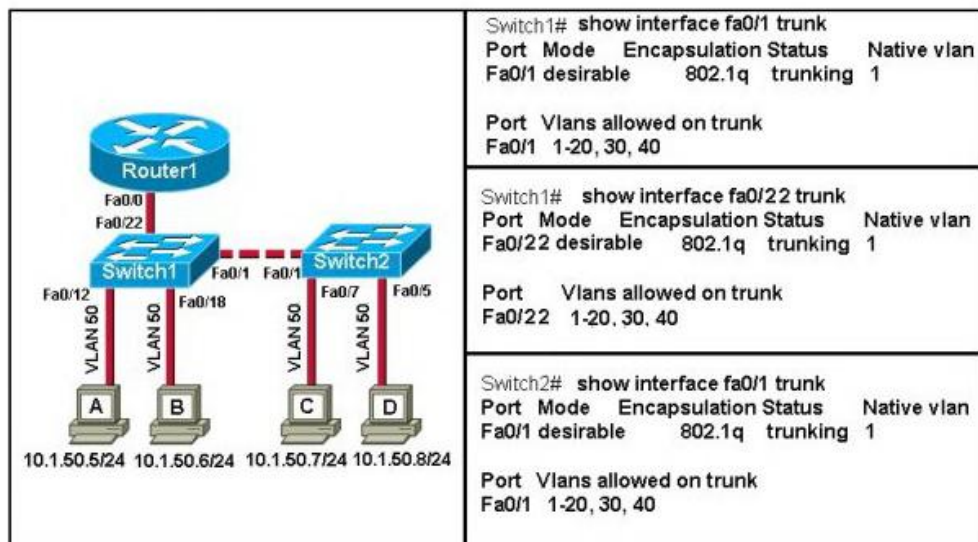 Router1
Fa0/0
Fa0/22
Switch1
Fa0/1
Fa0/1
Switch2
Fa0/12
Fa0/18
Fa0/7
Fa0/5
VLAN 50
VLAN 50
VLAN 50
VLAN 50
A
B
C
D
10.1.50.5/24
10.1.50.6/24
10.1.50.7/24
10.1.50.8/24
Switch1# show interface fa0/1 trunk
Port Mode Encapsulation Status Native vlan
Fa0/1 desirable 802.1q trunking 1
Port Vlans allowed on trunk
Fa0/1 1-20, 30, 40
Switch1# show interface fa0/22 trunk
Port Mode Encapsulation Status Native vlan
Fa0/22 desirable 802.1q trunking 1
Port Vlans allowed on trunk
Fa0/22 1-20, 30, 40
Switch2# show interface fa0/1 trunk
Port Mode Encapsulation Status Native vlan
Fa0/1 desirable 802.1q trunking 1
Port Vlans allowed on trunk
Fa0/1 1-20, 30, 40